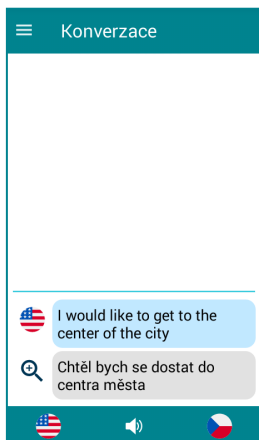 Konverzace
I would like to get to the
center of the city
Chtěl bych se dostat do
centra města